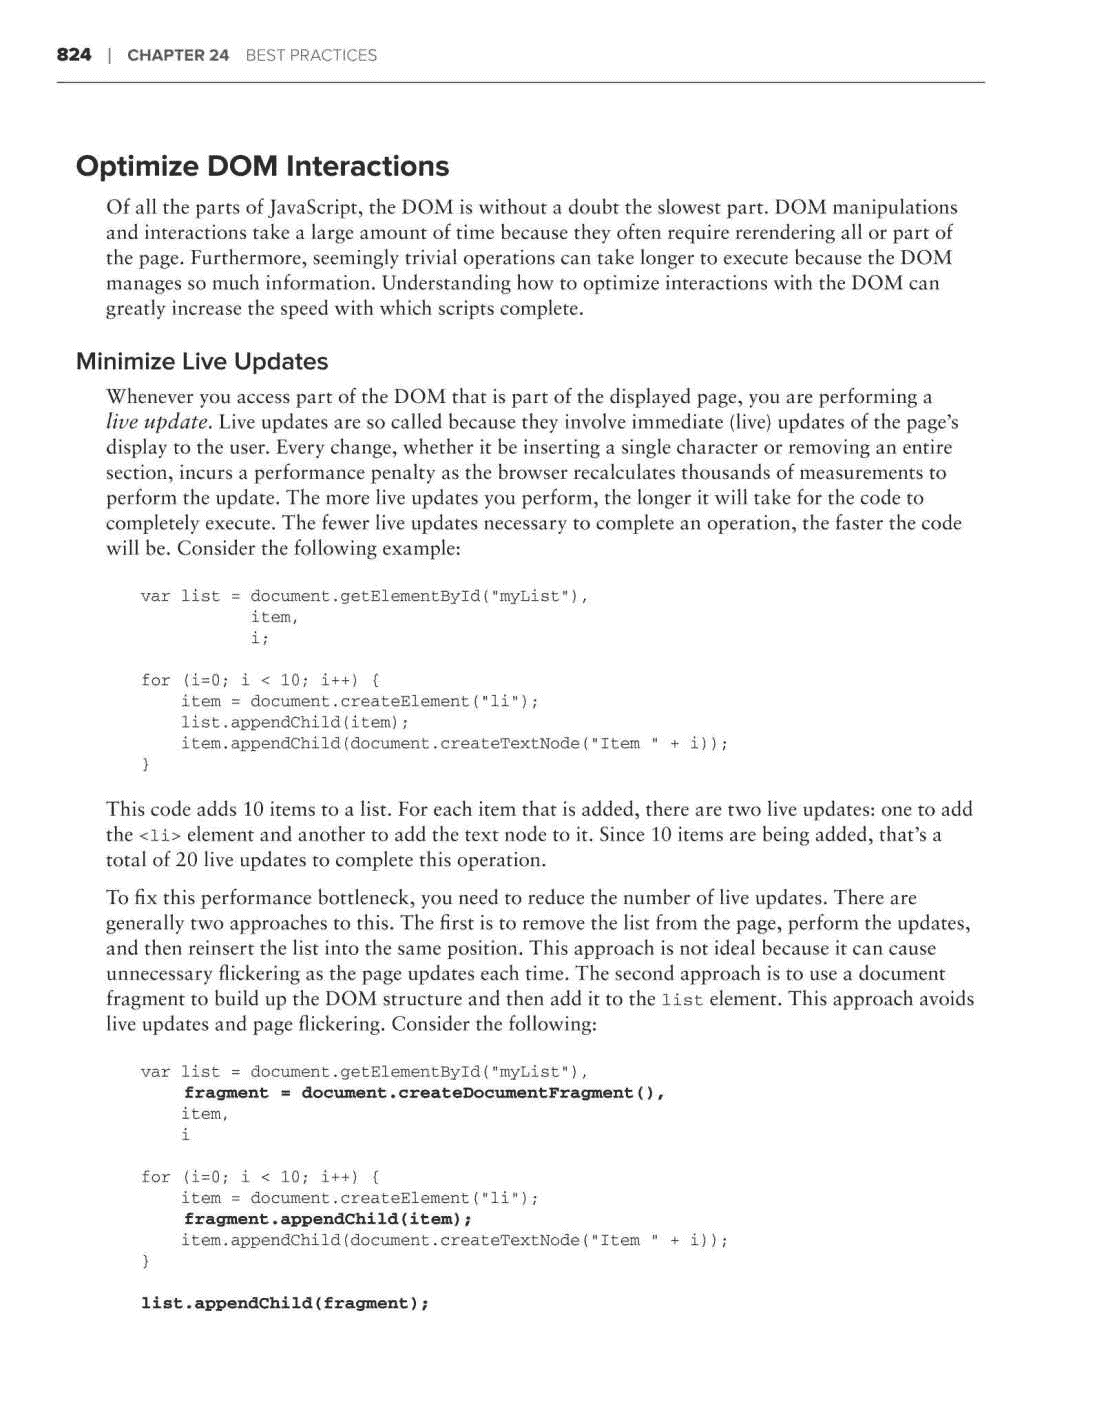 824 | CHAPTER 24 BEST PRACTICES
Optimize DOM Interactions
Of all the parts of JavaScript, the DOM is without a doubt the slowest part. DOM manipulations
and interactions take a large amount of time because they often require rerendering all or part of
the page. Furthermore, seemingly trivial operations can take longer to execute because the DOM
manages so much information. Understanding how to optimize interactions with the DOM can
greatly increase the speed with which scripts complete.
Minimize Live Updates
Whenever you access part of the DOM that is part of the displayed page, you are performing a
live update. Live updates are so called because they involve immediate (live) updates of the page’s
display to the user. Every change, whether it be inserting a single character or removing an entire
section, incurs a performance penalty as the browser recalculates thousands of measurements to
perform the update. The more live updates you perform, the longer it will take for the code to
completely execute. The fewer live updates necessary to complete an operation, the faster the code
will be. Consider the following example:
var list = document.getElementById("myList"),
item,
i;
for (i=0; i < 10; i++) {
item = document.createElement("li");
list.appendChild(item);
item.appendChild(document.createTextNode("Item " + i));
}
This code adds 10 items to a list. For each item that is added, there are two live updates: one to add
the <li> element and another to add the text node to it. Since 10 items are being added, that’s a
total of 20 live updates to complete this operation.
To fix this performance bottleneck, you need to reduce the number of live updates. There are
generally two approaches to this. The first is to remove the list from the page, perform the updates,
and then reinsert the list into the same position. This approach is not ideal because it can cause
unnecessary flickering as the page updates each time. The second approach is to use a document
fragment to build up the DOM structure and then add it to the list element. This approach avoids
live updates and page flickering. Consider the following:
var list = document.getElementById("myList"),
fragment = document.createDocumentFragment(),
item,
i
for (i=0; i < 10; i++) {
item = document.createElement("li");
fragment.appendChild(item);
item.appendChild(document.createTextNode("Item " + i));
}
list.appendChild(fragment);